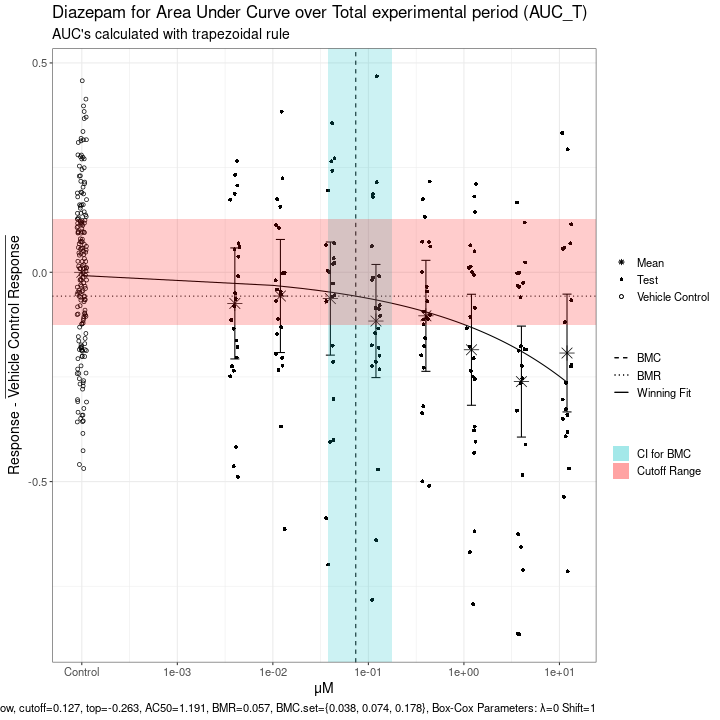 Diazepam for Area Under Curve over Total experimental period (AUC_T)
AUC's calculated with trapezoidal rule
Response - Vehicle Control Response
0.5
0.0
-0.5
Control
1e-03
1e-02
1e-01
1e+00
1e+01
μM
Mean
Test
Vehicle Control
BMC
BMR
Winning Fit
CI for BMC
Cutoff Range
ow, cutoff=0.127, top=-0.263, AC50=1.191, BMR=0.057, BMC.set={0.038, 0.074, 0.178}, Box-Cox Parameters: λ=0 Shift=1